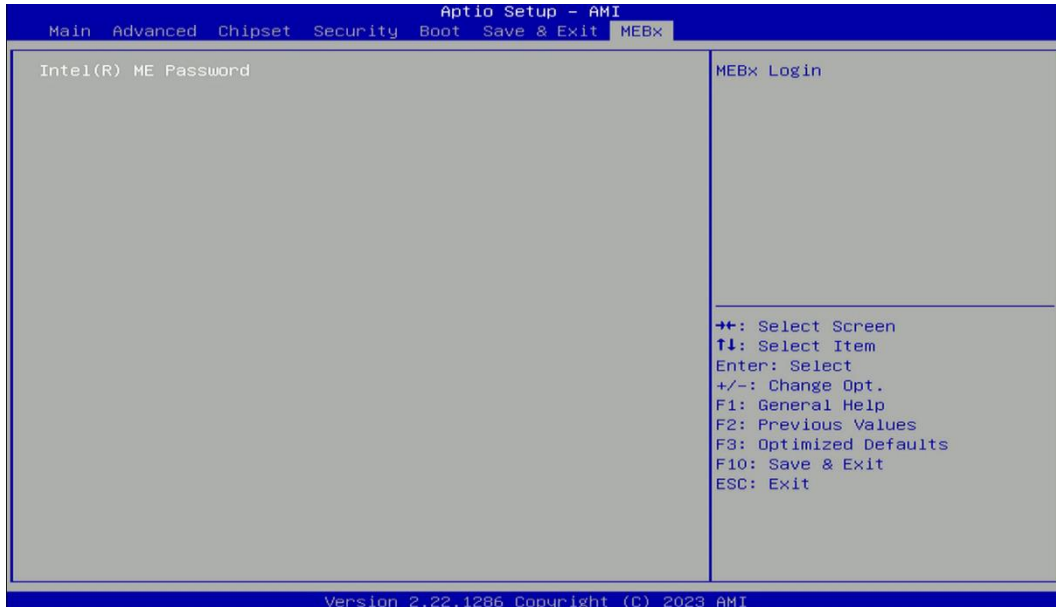 Aptio Setup – AMI
Main Advanced Chipset Security Boot Save & Exit MEBx
Intel(R) ME Password
MEBx Login
→←: Select Screen
↑↓: Select Item
Enter: Select
+/-: Change Opt.
F1: General Help
F2: Previous Values
F3: Optimized Defaults
F10: Save & Exit
ESC: Exit
Version 2.22.1286 Copyright (C) 2023 AMI